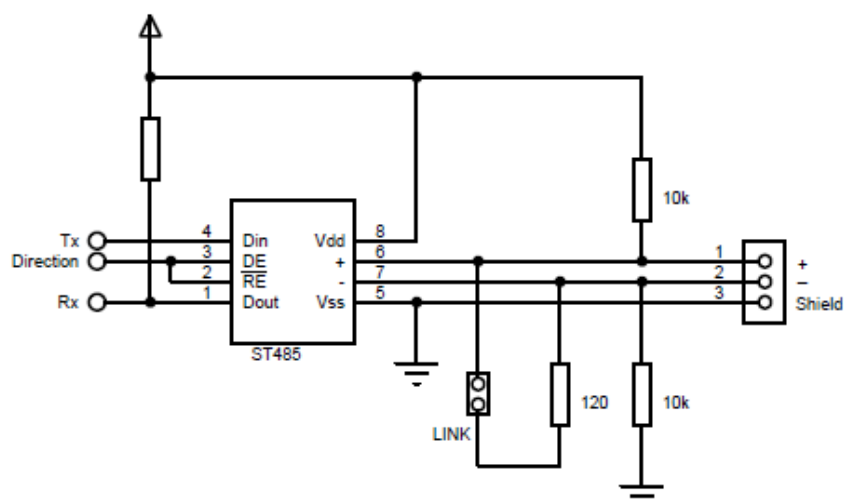 10k
Tx
4
Din
Vdd
8
Direction
3
DE
+
6
1
+
2
RE
-
7
2
–
Rx
1
Dout
Vss
5
3
Shield
ST485
LINK
120
10k